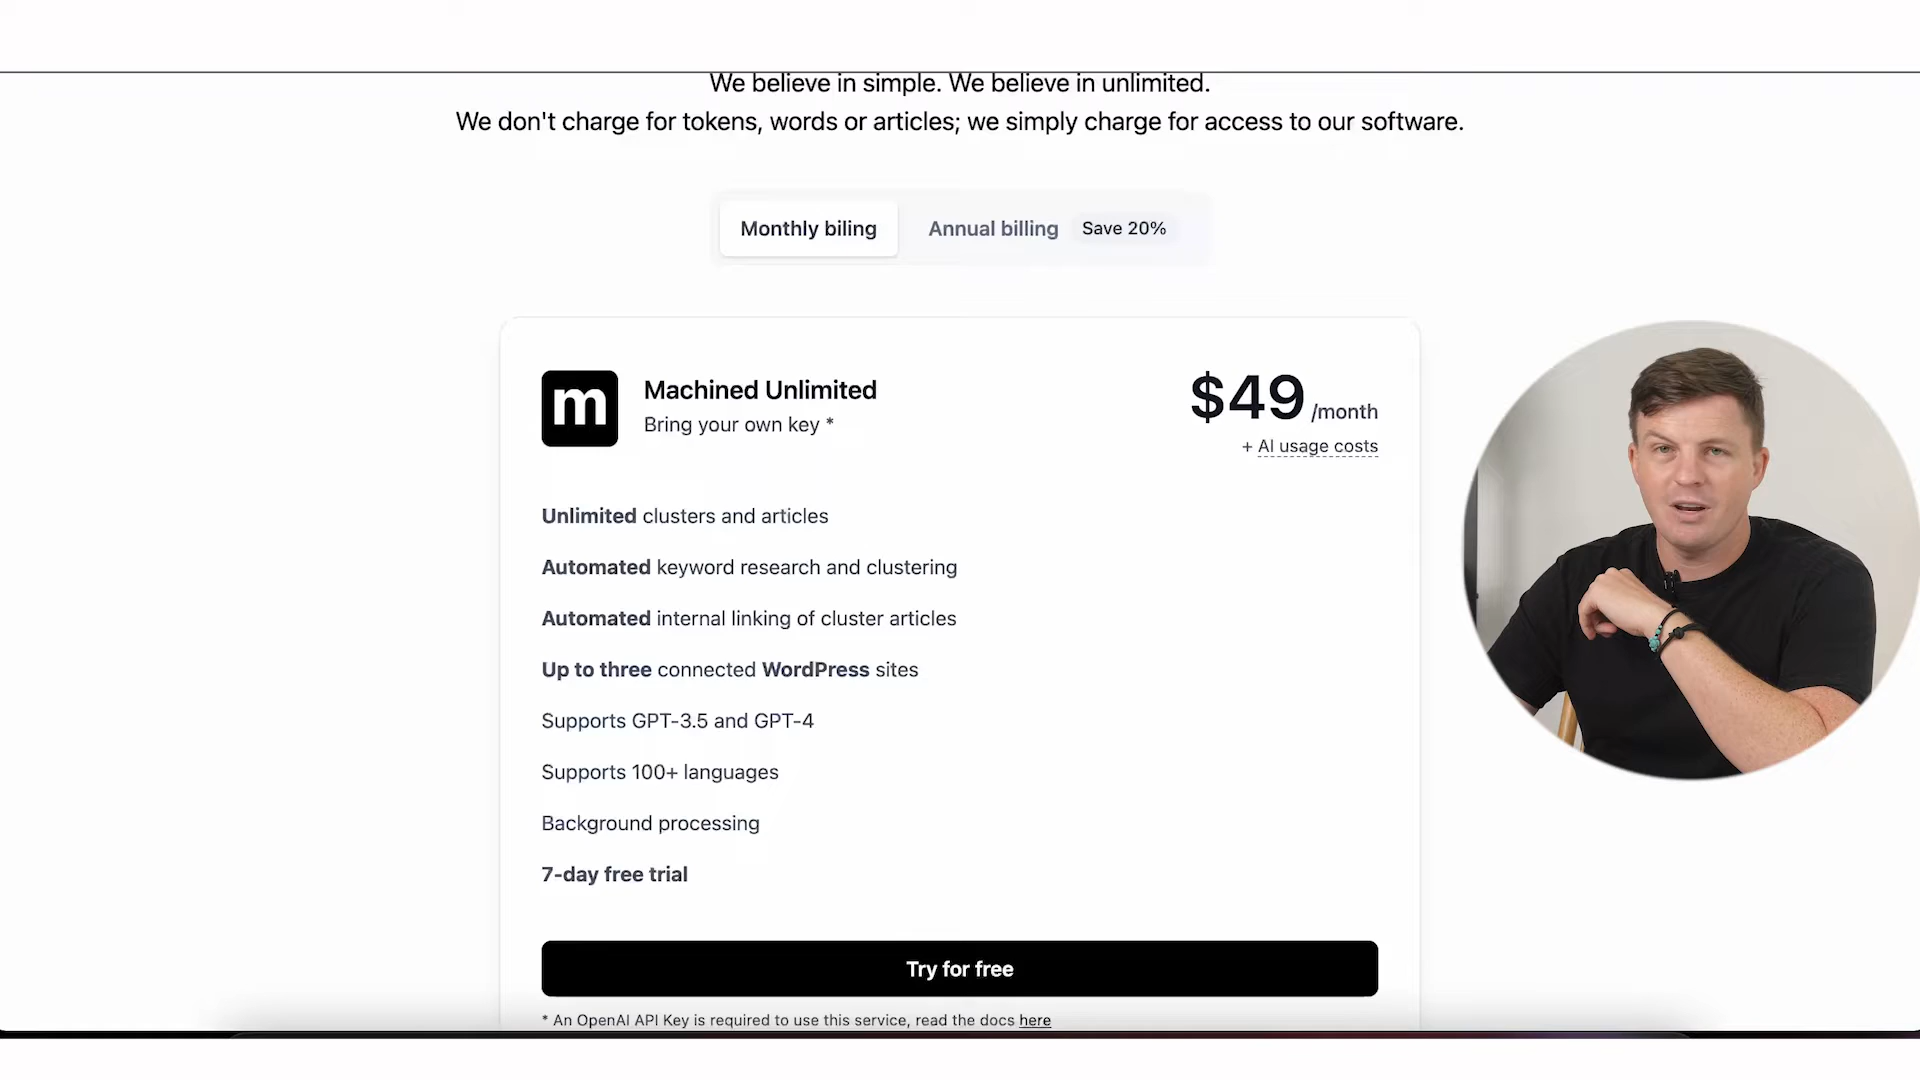 We believe in simple. We believe in unlimited.
We don't charge for tokens, words or articles; we simply charge for access to our software.
Monthly biling
Annual billing Save 20%
m
Machined Unlimited
Bring your own key *
$49 /month
+ AI usage costs
Unlimited clusters and articles
Automated keyword research and clustering
Automated internal linking of cluster articles
Up to three connected WordPress sites
Supports GPT-3.5 and GPT-4
Supports 100+ languages
Background processing
7-day free trial
Try for free
* An OpenAI API Key is required to use this service, read the docs here